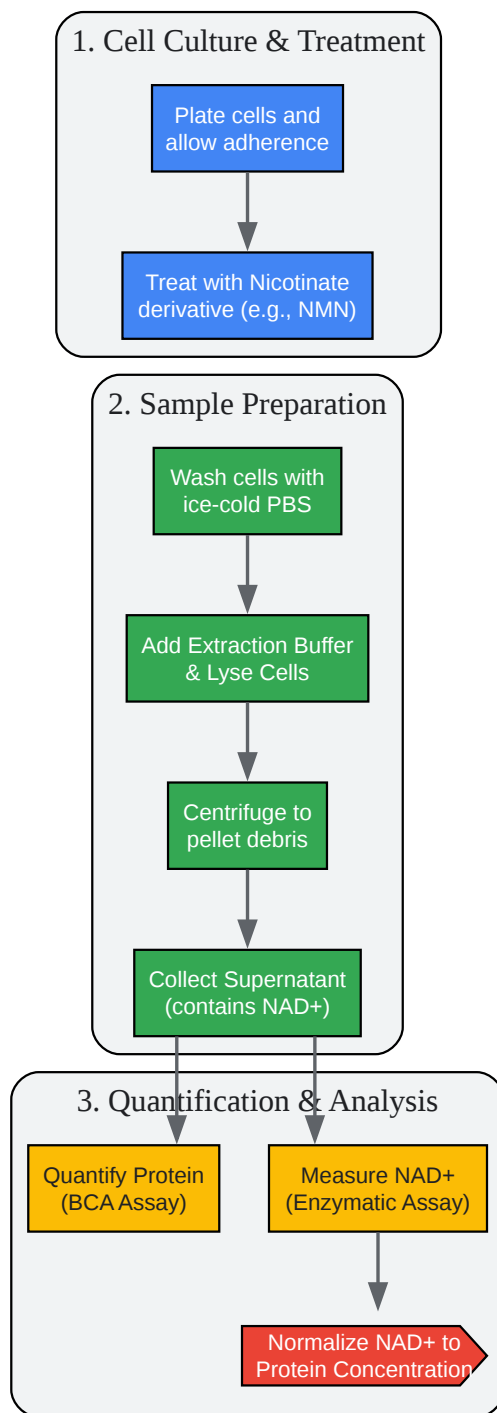 1. Cell Culture & Treatment
Plate cells and
allow adherence
Treat with Nicotinate
derivative (e.g., NMN)
2. Sample Preparation
Wash cells with
ice-cold PBS
Add Extraction Buffer
& Lyse Cells
Centrifuge to
pellet debris
Collect Supernatant
(contains NAD+)
3. Quantification & Analysis
Quantify Protein
(BCA Assay)
Measure NAD+
(Enzymatic Assay)
Normalize NAD+ to
Protein Concentration